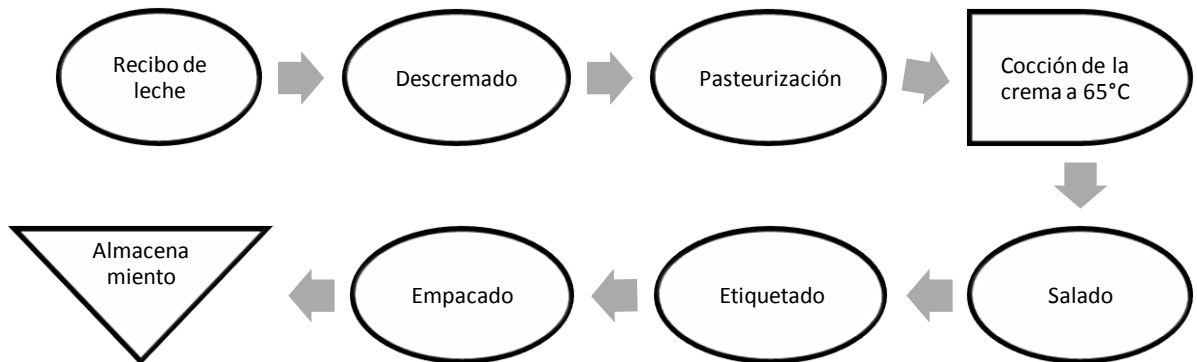 Recibo de
leche
Descremado
Pasteurización
Cocción de la
crema a 65°C
Salado
Etiquetado
Empacado
Almacena
miento